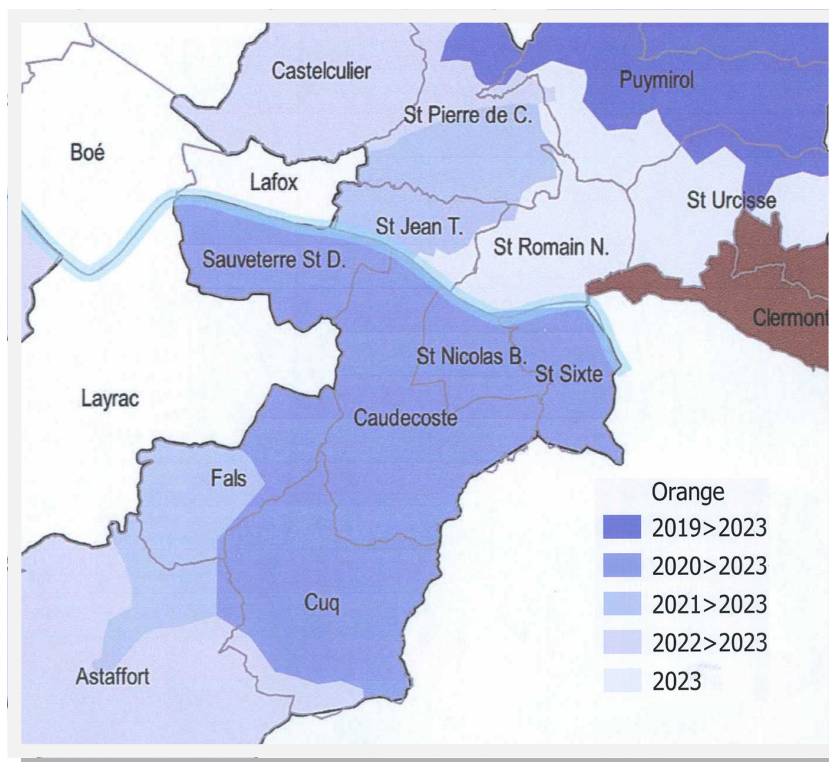 Castelculier
Puymirol
St Pierre de C.
Boé
Lafox
St Urcisse
St Jean T.
St Romain N.
Sauveterre St D.
Clermont
St Nicolas B.
St Sixte
Layrac
Caudecoste
Fals
Cuq
Astaffort
Orange
2019>2023
2020>2023
2021>2023
2022>2023
2023